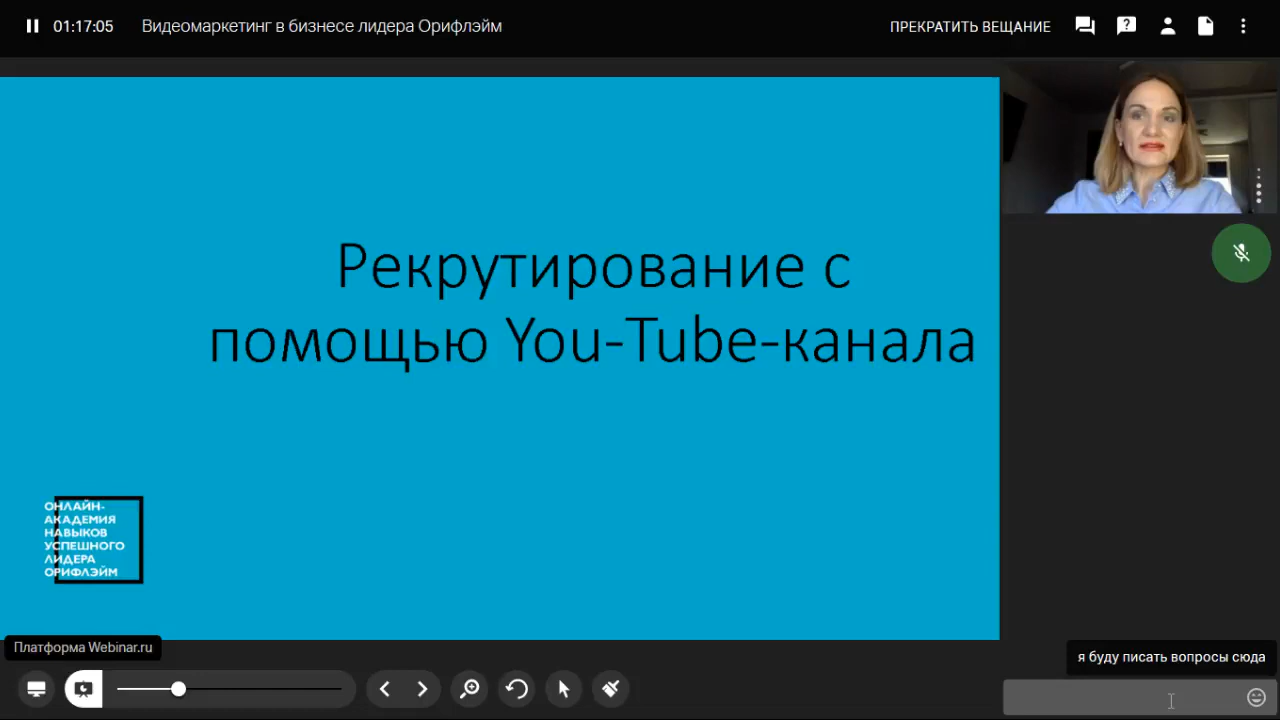 01:17:05 Видеомаркетинг в бизнесе лидера Орифлэйм ПРЕКРАТИТЬ ВЕЩАНИЕ
Рекрутирование с
помощью You-Tube-канала
ОНЛАЙН-
АКАДЕМИЯ
НАВЫКОВ
УСПЕШНОГО
ЛИДЕРА
ОРИФЛЭЙМ
Платформа Webinar.ru
я буду писать вопросы сюда